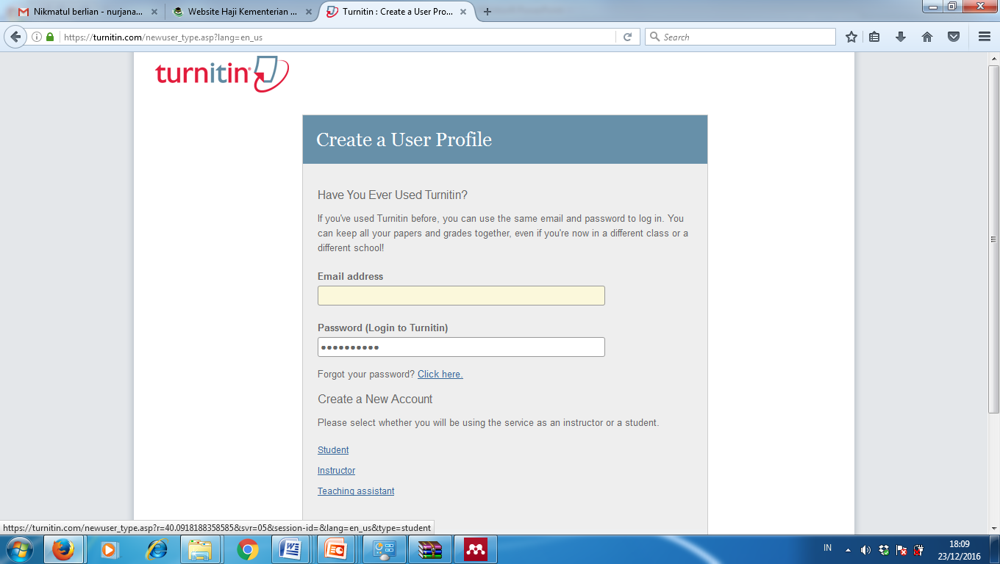 Nikmatul berlian - nurjana...
Website Haji Kementerian ...
Turnitin : Create a User Pro...
https://turnitin.com/newuser_type.asp?lang=en_us
Search
turnitin
Create a User Profile
Have You Ever Used Turnitin?
If you've used Turnitin before, you can use the same email and password to log in. You
can keep all your papers and grades together, even if you're now in a different class or a
different school!
Email address
Password (Login to Turnitin)
••••••••••
Forgot your password? Click here.
Create a New Account
Please select whether you will be using the service as an instructor or a student.
Student
Instructor
Teaching assistant
https://turnitin.com/newuser_type.asp?r=40.0918188358585&svr=05&session-id=&lang=en_us&type=student
IN
18:09
23/12/2016